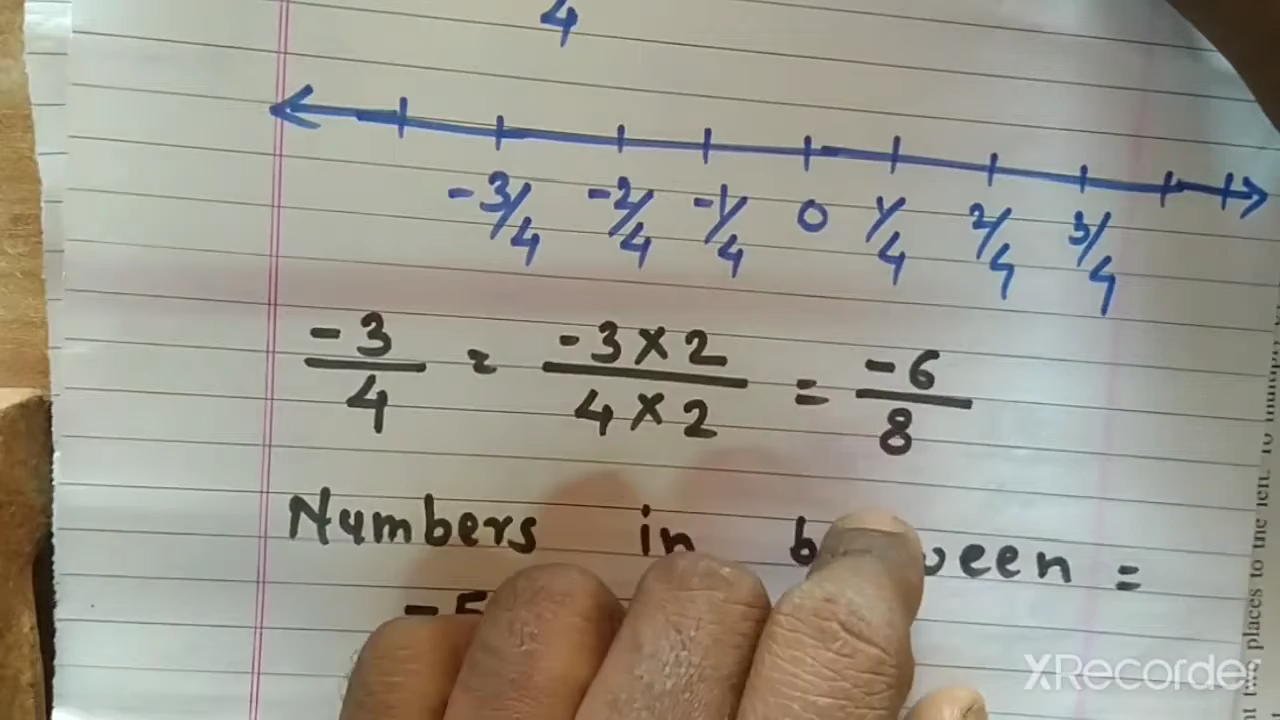 4
-3/4 -2/4 -1/4 0 1/4 2/4 3/4
-3/4 = -3×2/4×2 = -6/8
Numbers in =
-5
XRecorder